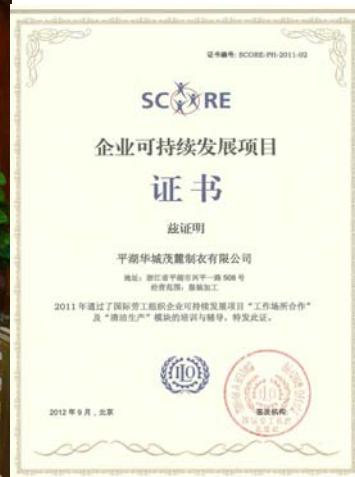 证书编号: SCORE-PH-2011-02
SCORE
企业可持续发展项目
证书
兹证明
平湖华城茂麓制衣有限公司
地址: 浙江省平湖市兴平一路 508 号
经营范围: 服装加工
2011 年通过了国际劳工组织企业可持续发展项目“工作场所合作”
及“清洁生产”模块的培训与辅导。特发此证。
ILO
2012 年 9 月 , 北京
签发机构